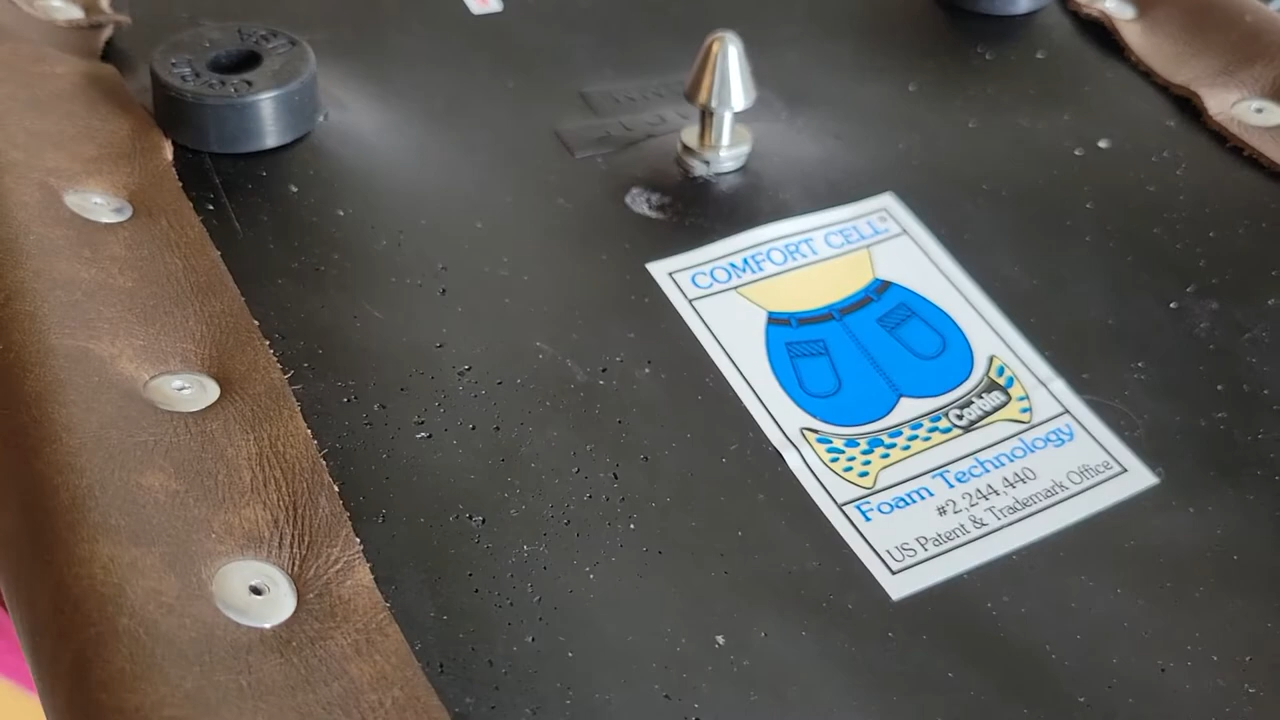 COMFORT CELL®
Corbin
Foam Technology
#2,244,440
US Patent & Trademark Office